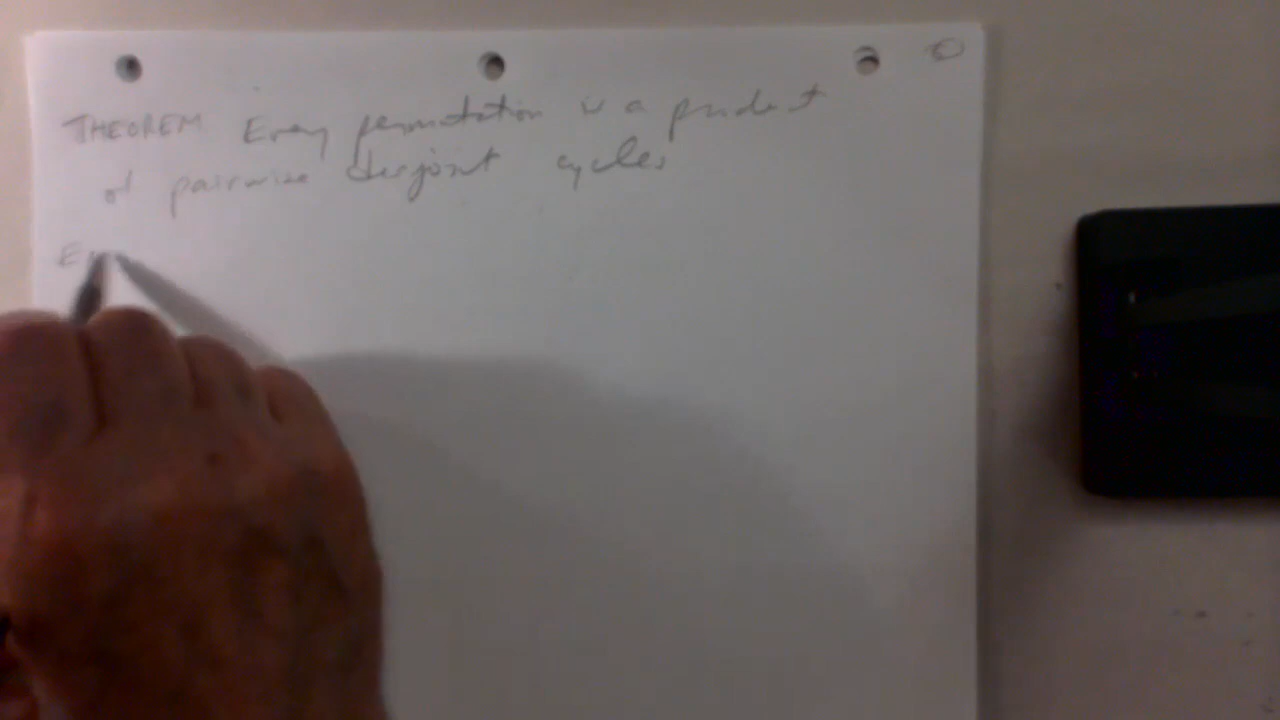 THEOREM Every permutation is a product
of pairwise disjoint cycles